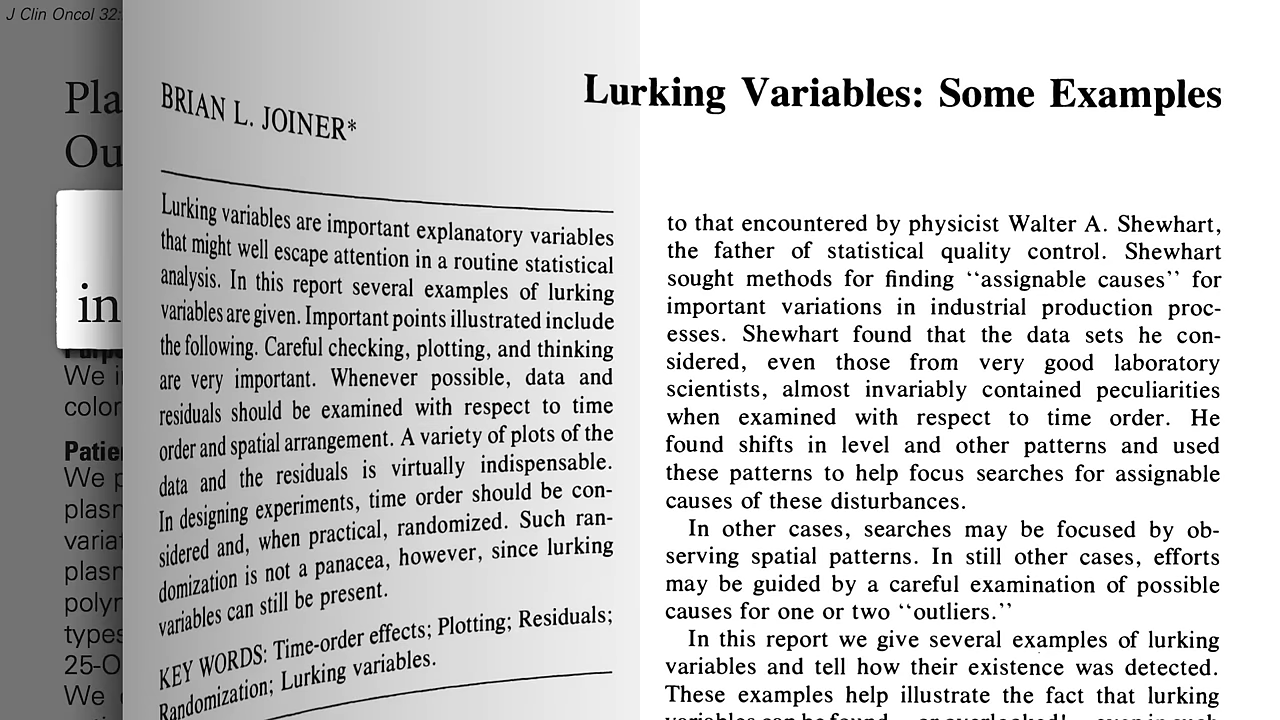 J Clin Oncol 32:
Pla
Ou
in
We i
color
Patie
We p
plasn
variat
plasn
polyn
types
25-O
We
Lurking Variables: Some Examples
BRIAN L. JOINER*
Lurking variables are important explanatory variables
that might well escape attention in a routine statistical
analysis. In this report several examples of lurking
variables are given. Important points illustrated include
the following. Careful checking, plotting, and thinking
are very important. Whenever possible, data and
residuals should be examined with respect to time
order and spatial arrangement. A variety of plots of the
data and the residuals is virtually indispensable.
In designing experiments, time order should be con-
sidered and, when practical, randomized. Such ran-
domization is not a panacea, however, since lurking
variables can still be present.
KEY WORDS: Time-order effects; Plotting; Residuals;
Randomization; Lurking variables.
to that encountered by physicist Walter A. Shewhart,
the father of statistical quality control. Shewhart
sought methods for finding ‘‘assignable causes’’ for
important variations in industrial production proc-
esses. Shewhart found that the data sets he con-
sidered, even those from very good laboratory
scientists, almost invariably contained peculiarities
when examined with respect to time order. He
found shifts in level and other patterns and used
these patterns to help focus searches for assignable
causes of these disturbances.
In other cases, searches may be focused by ob-
serving spatial patterns. In still other cases, efforts
may be guided by a careful examination of possible
causes for one or two ‘‘outliers.’’
In this report we give several examples of lurking
variables and tell how their existence was detected.
These examples help illustrate the fact that lurking